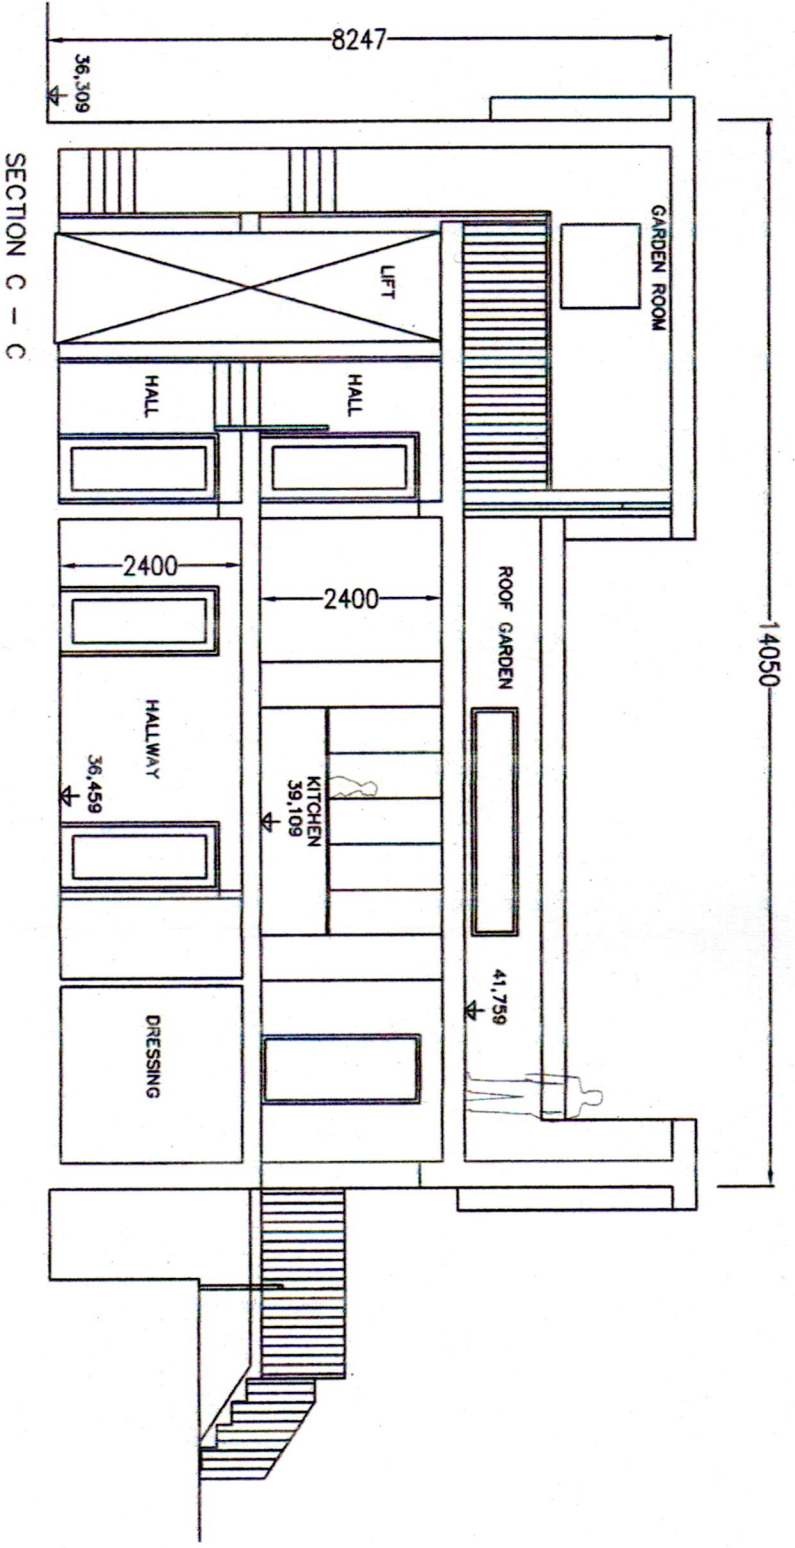 14050
8247
GARDEN ROOM
ROOF GARDEN
41,759
LIFT
HALL
2400
KITCHEN
39,109
HALL
2400
HALLWAY
36,459
DRESSING
36,309
SECTION C - C